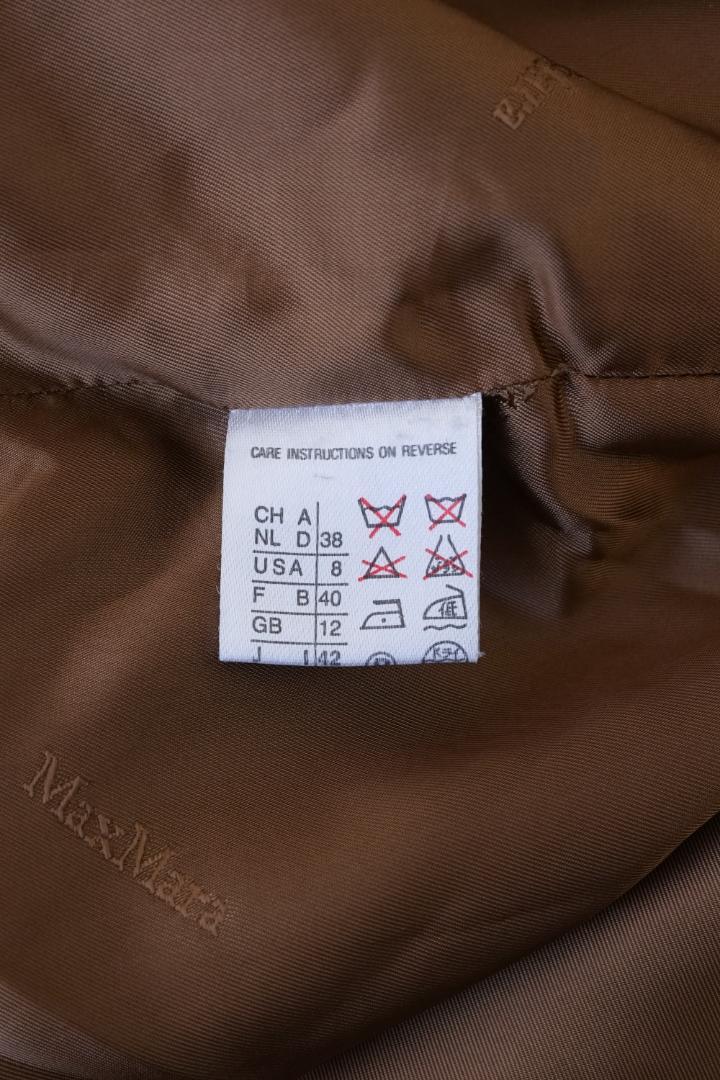 CARE INSTRUCTIONS ON REVERSE
CH A
NL D 38
USA 8
F B 40
GB 12
J I 42
MaxMara